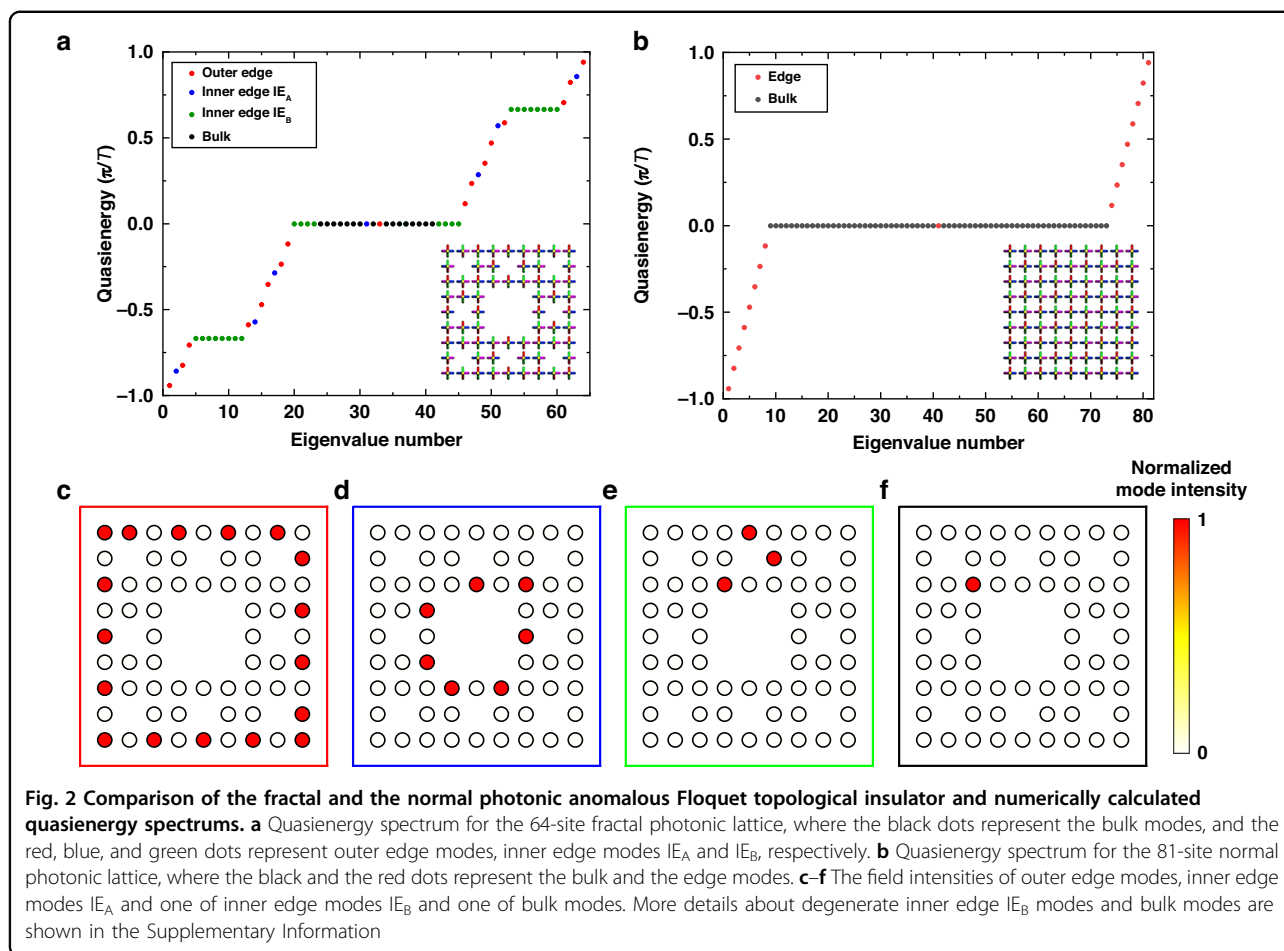 a
1.0
0.5
0.0
−0.5
−1.0
Quasienergy (π/T)
Outer edge
Inner edge IE_A
Inner edge IE_B
Bulk
0 10 20 30 40 50 60
Eigenvalue number
b
1.0
0.5
0.0
−0.5
−1.0
Quasienergy (π/T)
Edge
Bulk
0 10 20 30 40 50 60 70 80
Eigenvalue number
c
d
e
f
Normalized
mode intensity
1
0
Fig. 2 Comparison of the fractal and the normal photonic anomalous Floquet topological insulator and numerically calculated
quasienergy spectrums. a Quasienergy spectrum for the 64-site fractal photonic lattice, where the black dots represent the bulk modes, and the
red, blue, and green dots represent outer edge modes, inner edge modes IE_A and IE_B, respectively. b Quasienergy spectrum for the 81-site normal
photonic lattice, where the black and the red dots represent the bulk and the edge modes. c–f The field intensities of outer edge modes, inner edge
modes IE_A and one of inner edge modes IE_B and one of bulk modes. More details about degenerate inner edge IE_B modes and bulk modes are
shown in the Supplementary Information